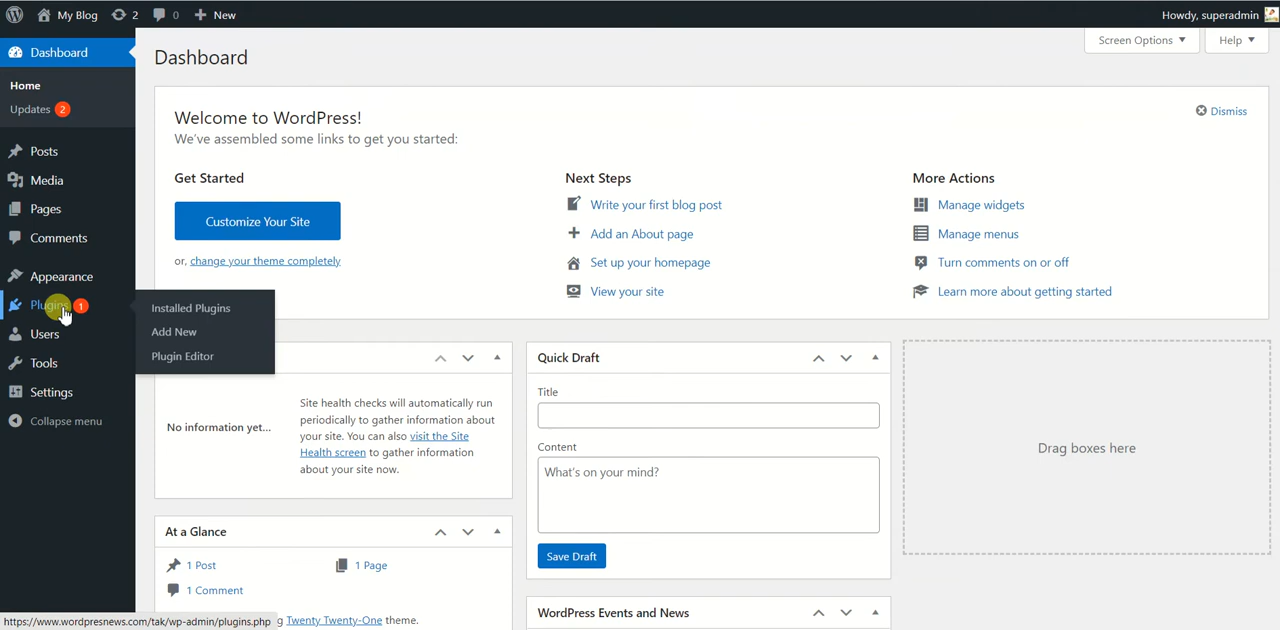 My Blog 2 0 New
Howdy, superadmin
Dashboard
Home
Updates 2
Posts
Media
Pages
Comments
Appearance
Plugins 1
Users
Tools
Settings
Collapse menu
Installed Plugins
Add New
Plugin Editor
Dashboard
Screen Options
Help
Welcome to WordPress!
We've assembled some links to get you started:
Dismiss
Get Started
Customize Your Site
or, change your theme completely
Next Steps
Write your first blog post
Add an About page
Set up your homepage
View your site
More Actions
Manage widgets
Manage menus
Turn comments on or off
Learn more about getting started
No information yet...
Site health checks will automatically run
periodically to gather information about
your site. You can also visit the Site
Health screen to gather information
about your site now.
At a Glance
1 Post
1 Page
1 Comment
g Twenty Twenty-One theme.
Quick Draft
Title
Content
What's on your mind?
Save Draft
WordPress Events and News
Drag boxes here
https://www.wordpresnews.com/tak/wp-admin/plugins.php